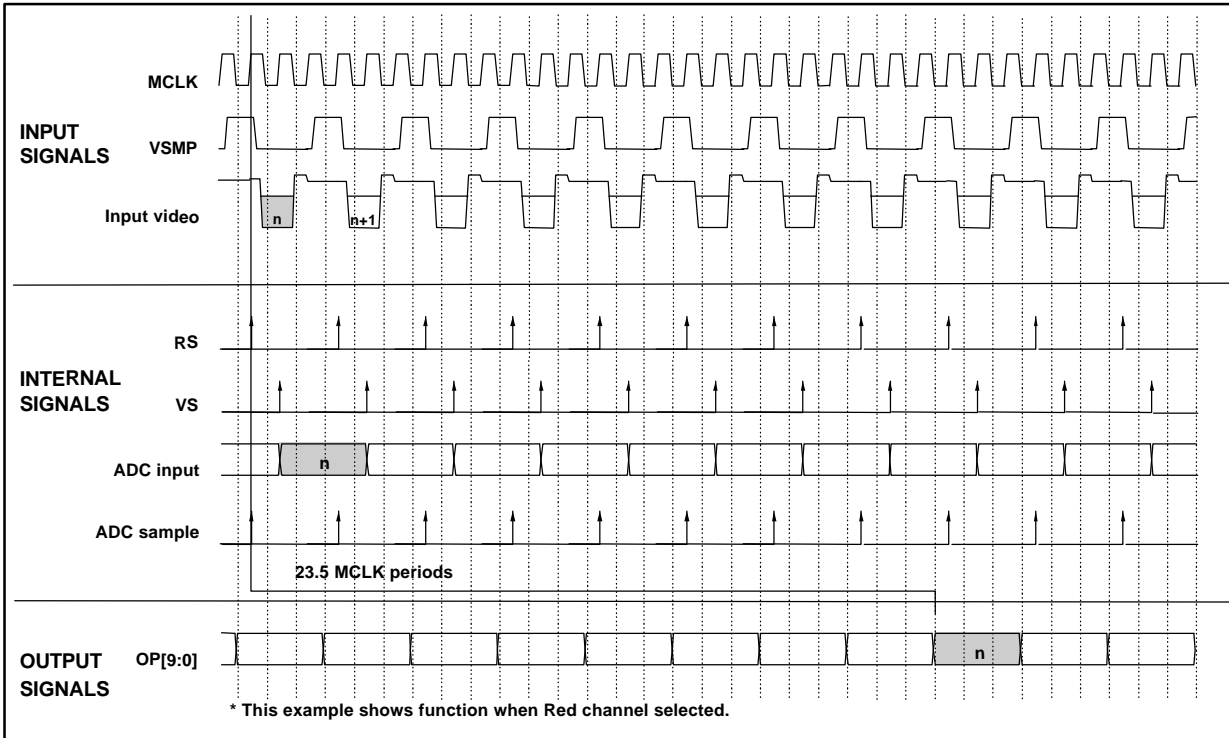 MCLK
INPUT
SIGNALS
VSMP
Input video
n
n+1
RS
INTERNAL
SIGNALS
VS
ADC input
n
ADC sample
23.5 MCLK periods
OUTPUT
SIGNALS
OP[9:0]
n
* This example shows function when Red channel selected.